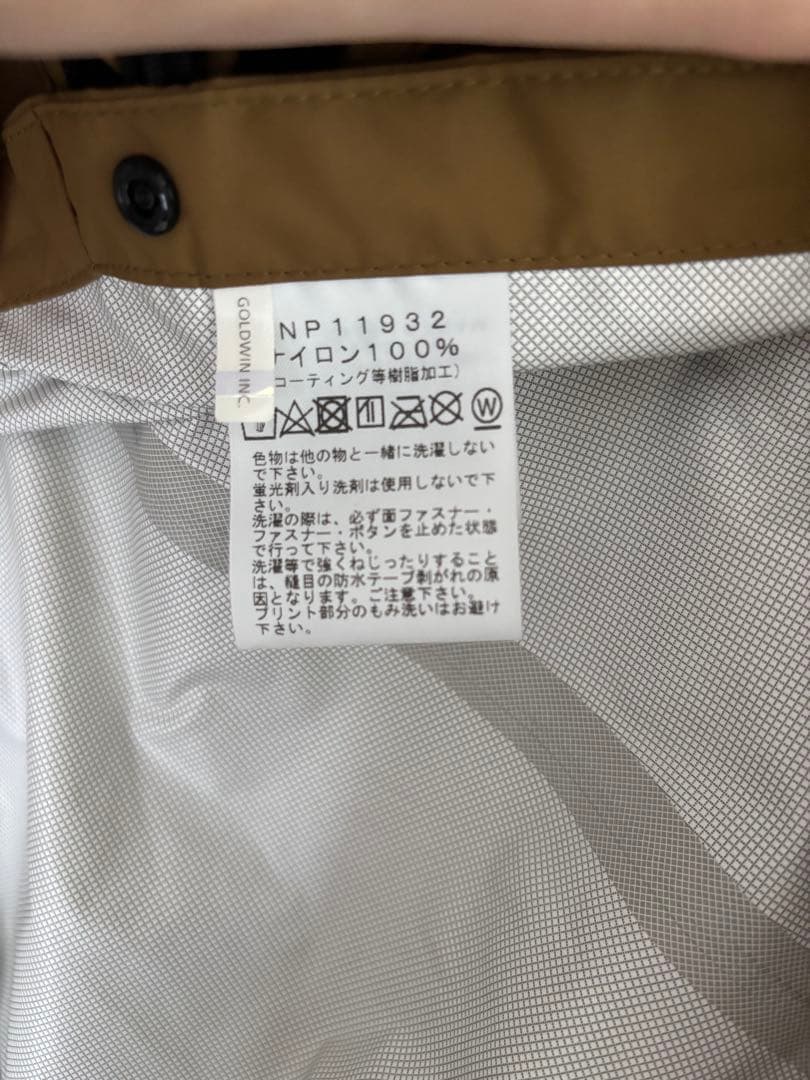 GOLDWIN INC.
NP11932
ナイロン100%
コーティング等樹脂加工)
W
色物は他の物と一緒に洗濯しない
で下さい。
蛍光剤入り洗剤は使用しないで下
さい。
洗濯の際は、必ず面ファスナー・
ファスナー・ボタンを止めた状態
で行って下さい。
洗濯等で強くねじったりすること
は、縫目の防水テープ剥がれの原
因となります。ご注意下さい。
プリント部分のもみ洗いはお避け
下さい。